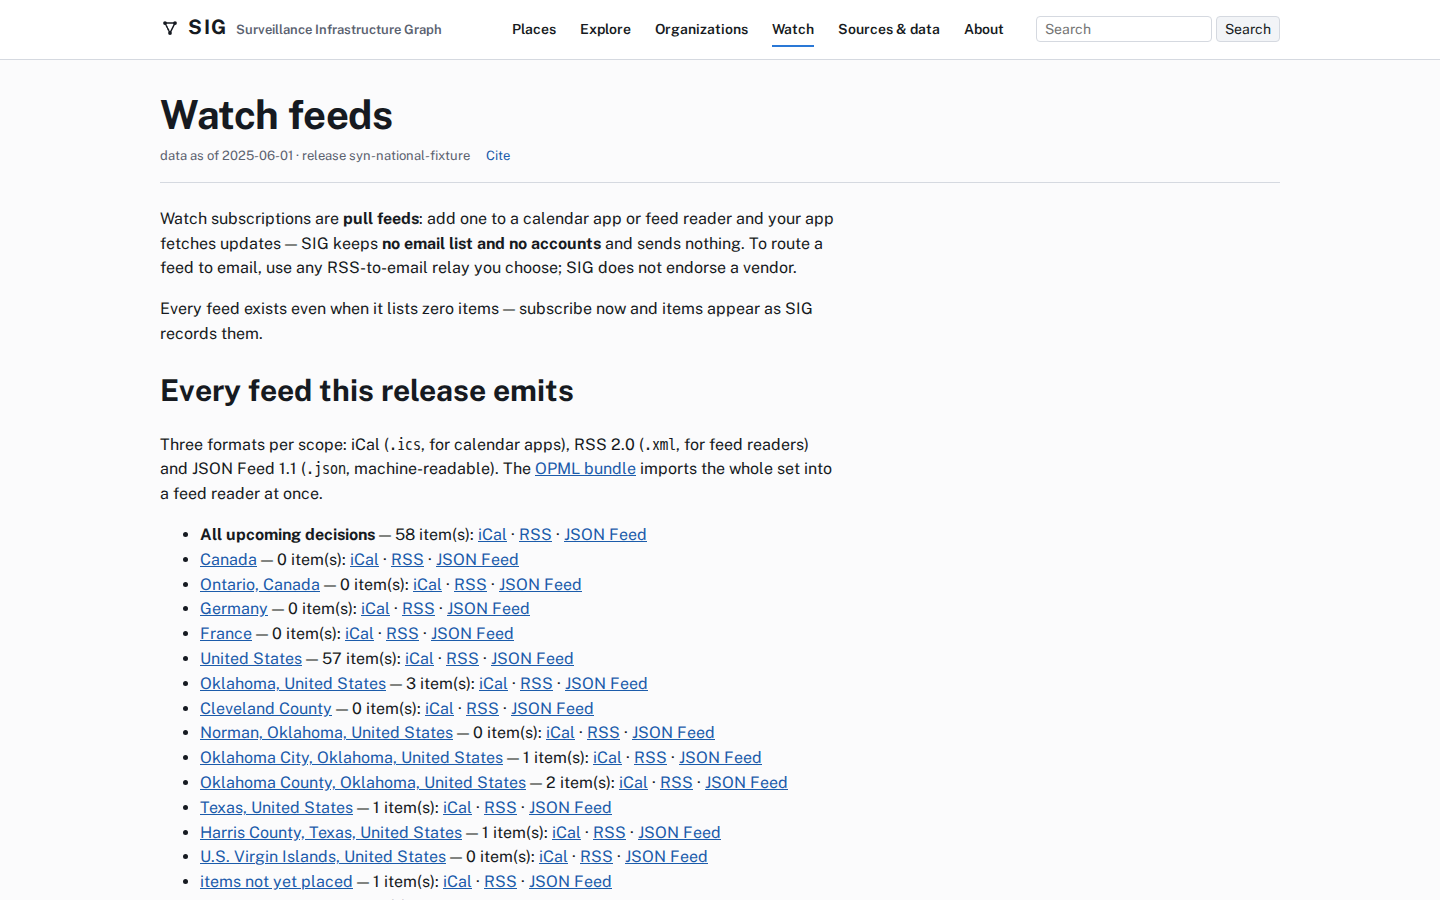 SIG Surveillance Infrastructure Graph Places Explore Organizations Watch Sources & data About Search Search
Watch feeds
data as of 2025-06-01 · release syn-national-fixture Cite
Watch subscriptions are pull feeds: add one to a calendar app or feed reader and your app
fetches updates — SIG keeps no email list and no accounts and sends nothing. To route a
feed to email, use any RSS-to-email relay you choose; SIG does not endorse a vendor.
Every feed exists even when it lists zero items — subscribe now and items appear as SIG
records them.
Every feed this release emits
Three formats per scope: iCal (.ics, for calendar apps), RSS 2.0 (.xml, for feed readers)
and JSON Feed 1.1 (.json, machine-readable). The OPML bundle imports the whole set into
a feed reader at once.
• All upcoming decisions — 58 item(s): iCal · RSS · JSON Feed
• Canada — 0 item(s): iCal · RSS · JSON Feed
• Ontario, Canada — 0 item(s): iCal · RSS · JSON Feed
• Germany — 0 item(s): iCal · RSS · JSON Feed
• France — 0 item(s): iCal · RSS · JSON Feed
• United States — 57 item(s): iCal · RSS · JSON Feed
• Oklahoma, United States — 3 item(s): iCal · RSS · JSON Feed
• Cleveland County — 0 item(s): iCal · RSS · JSON Feed
• Norman, Oklahoma, United States — 0 item(s): iCal · RSS · JSON Feed
• Oklahoma City, Oklahoma, United States — 1 item(s): iCal · RSS · JSON Feed
• Oklahoma County, Oklahoma, United States — 2 item(s): iCal · RSS · JSON Feed
• Texas, United States — 1 item(s): iCal · RSS · JSON Feed
• Harris County, Texas, United States — 1 item(s): iCal · RSS · JSON Feed
• U.S. Virgin Islands, United States — 0 item(s): iCal · RSS · JSON Feed
• items not yet placed — 1 item(s): iCal · RSS · JSON Feed